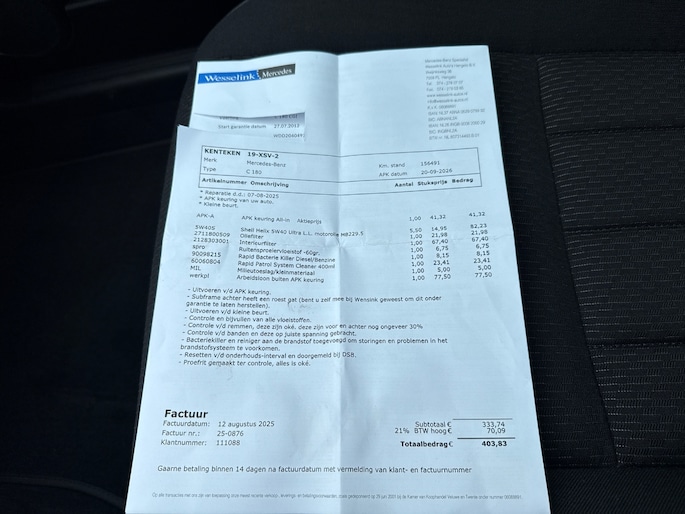 Wesselink Mercedes
Start garantie datum 27.07.2012
KENTEKEN 19-XSV-2
Merk Mercedes-Benz Km. stand 156491
Type C 180 APK datum 20-09-2026
Artikelnummer Omschrijving Aantal Stuksprijs Bedrag
* Reparatie d.d.: 07-08-2025
* APK keuring van uw auto.
* Kleine beurt.
APK-A APK keuring All-in Aktieprijs 1,00 41,32 41,32
5W40S Shell Helix 5W40 Ultra L.L. motorolie MB229.5 5,50 14,95 82,23
2711800509 Oliefilter 1,00 21,98 21,98
2128303001 Interieurfilter 1,00 67,40 67,40
spro Ruitensproeiervloestof -60gr. 1,00 6,75 6,75
90098215 Rapid Bacterie Killer Diesel/Benzine 1,00 8,15 8,15
60060804 Rapid Patrol System Cleaner 400ml 1,00 23,41 23,41
MIL Milieutoeslag/kleinmateriaal 1,00 5,00 5,00
werkpl Arbeidsloon buiten APK keuring 1,00 77,50 77,50
- Uitvoeren v/d APK keuring.
- Subframe achter heeft een roest gat (bent u zelf mee bij Wensink geweest om dit onder
garantie te laten herstellen).
- Uitvoeren v/d kleine beurt.
- Controle en bijvullen van alle vloeistoffen.
- Controle v/d remmen, deze zijn oké. deze zijn voor en achter nog ongeveer 30%
- Controle v/d banden en deze op juiste spanning gebracht.
- Bacteriekiller en reiniger aan de brandstof toegevoegd om storingen en problemen in het
brandstofsysteem te voorkomen.
- Resetten v/d onderhouds-interval en doorgemeld bij DSB.
- Proefrit gemaakt ter controle, alles is oké.
Factuur
Factuurdatum: 12 augustus 2025 Subtotaal € 333,74
Factuur nr.: 25-0876 21% BTW hoog € 70,09
Klantnummer: 111088 Totaalbedrag € 403,83
Gaarne betaling binnen 14 dagen na factuurdatum met vermelding van klant- en factuurnummer